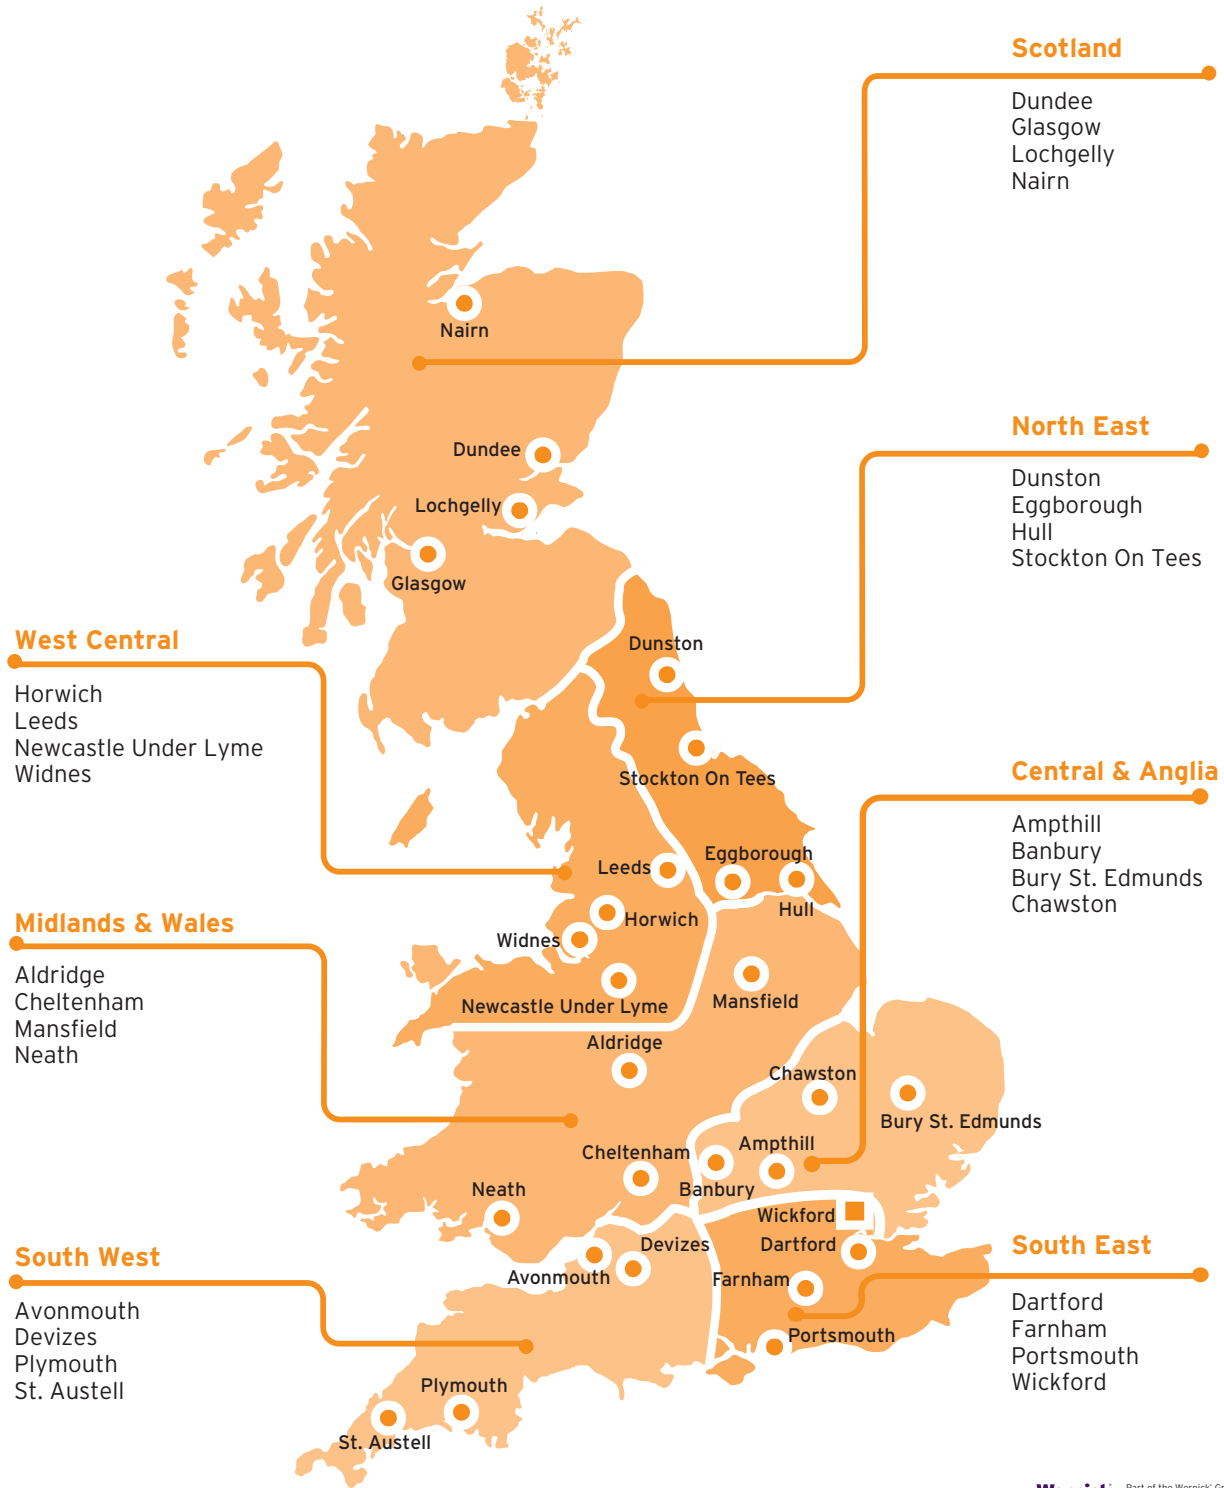 Scotland
Dundee
Glasgow
Lochgelly
Nairn
Nairn
North East
Dunston
Eggborough
Hull
Stockton On Tees
Dundee
Lochgelly
Glasgow
West Central
Horwich
Leeds
Newcastle Under Lyme
Widnes
Dunston
Stockton On Tees
Central & Anglia
Ampthill
Banbury
Bury St. Edmunds
Chawston
Eggborough
Leeds
Hull
Horwich
Widnes
Midlands & Wales
Aldridge
Cheltenham
Mansfield
Neath
Newcastle Under Lyme
Mansfield
Aldridge
Chawston
Bury St. Edmunds
Ampthill
Cheltenham
Banbury
Neath
Wickford
Dartford
Devizes
Avonmouth
Farnham
Portsmouth
South West
Avonmouth
Devizes
Plymouth
St. Austell
South East
Dartford
Farnham
Portsmouth
Wickford
Plymouth
St. Austell
Part of the Wernick